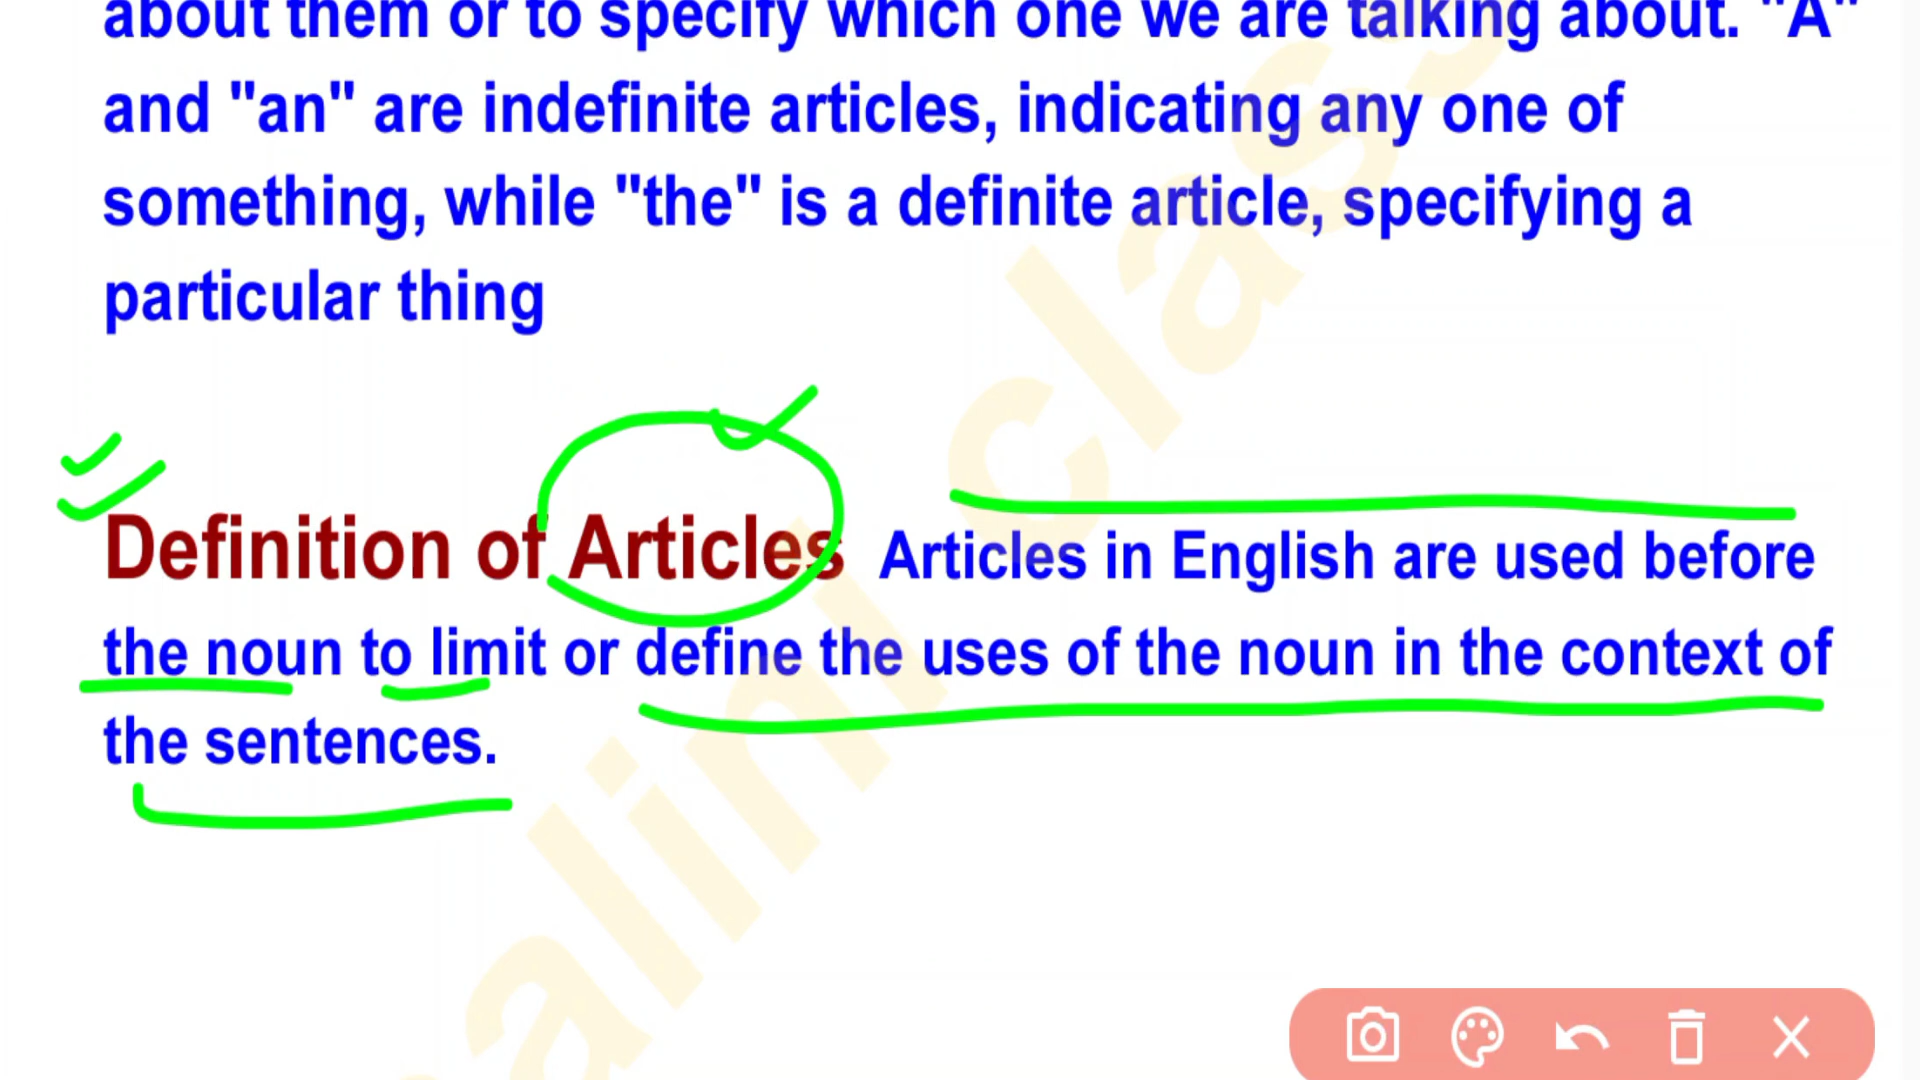 about them or to specify which one we are talking about. "A"
and "an" are indefinite articles, indicating any one of
something, while "the" is a definite article, specifying a
particular thing
Definition of Articles Articles in English are used before
the noun to limit or define the uses of the noun in the context of
the sentences.
alini class